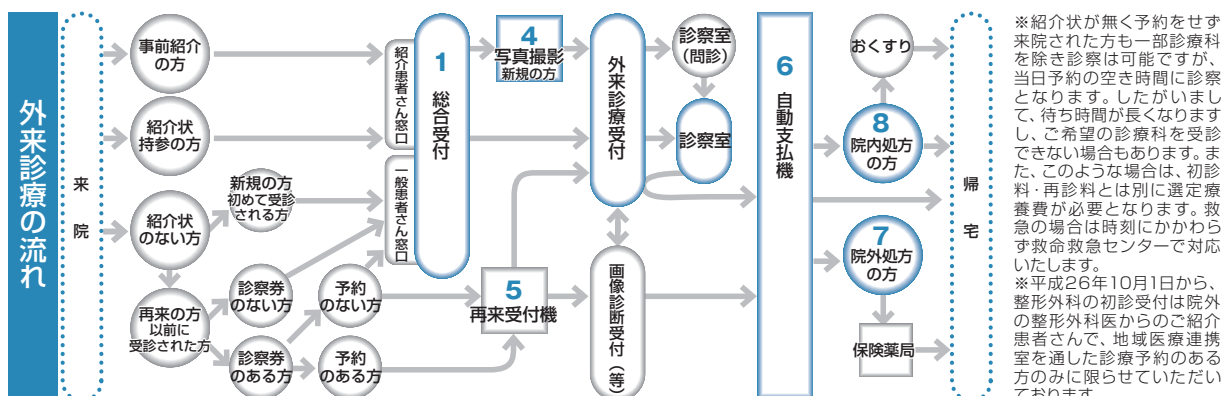 外来診療の流れ
来院
事前紹介
の方
紹介状
持参の方
紹介状
のない方
新規の方
初めて受診
される方
再来の方
以前に
受診された方
診察券
のない方
診察券
のある方
予約
のない方
予約
のある方
紹介患者さん窓口
一般患者さん窓口
1
総合受付
4
写真撮影
新規の方
5
再来受付機
外来診療受付
画像診断受付(等)
診察室
(問診)
診察室
6
自動支払機
おくすり
8
院内処方
の方
7
院外処方
の方
保険薬局
帰宅
※紹介状が無く予約をせず
来院された方も一部診療科
を除き診察は可能ですが、
当日予約の空き時間に診察
となります。したがいまし
て、待ち時間が長くなります
し、ご希望の診療科を受診
できない場合もあります。ま
た、このような場合は、初診
料・再診料とは別に選定療
養費が必要となります。救
急の場合は時刻にかかわら
ず救命救急センターで対応
いたします。
※平成26年10月1日から、
整形外科の初診受付は院外
の整形外科医からのご紹介
患者さんで、地域医療連携
室を通した診療予約のある
方のみに限らせていただい
ております